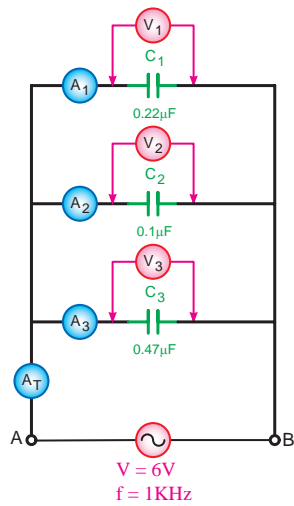 V1
A1
C1
0.22μF
V2
A2
C2
0.1μF
V3
A3
C3
0.47μF
AT
A B
V = 6V
f = 1KHz